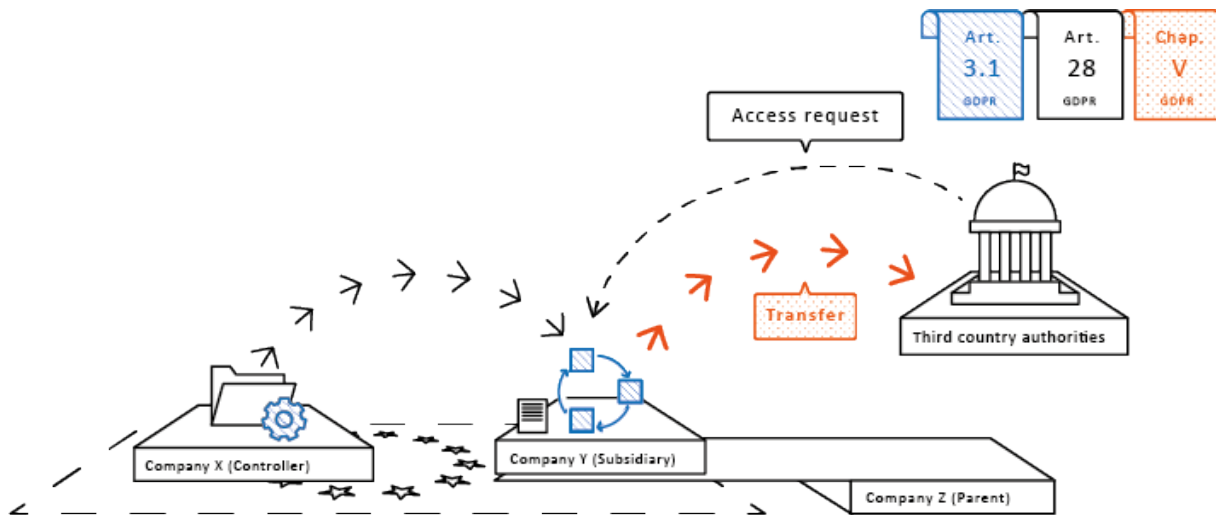 Art.
3.1
GDPR
Art.
28
GDPR
Chap.
V
GDPR
Access request
Transfer
Third country authorities
Company X (Controller)
Company Y (Subsidiary)
Company Z (Parent)